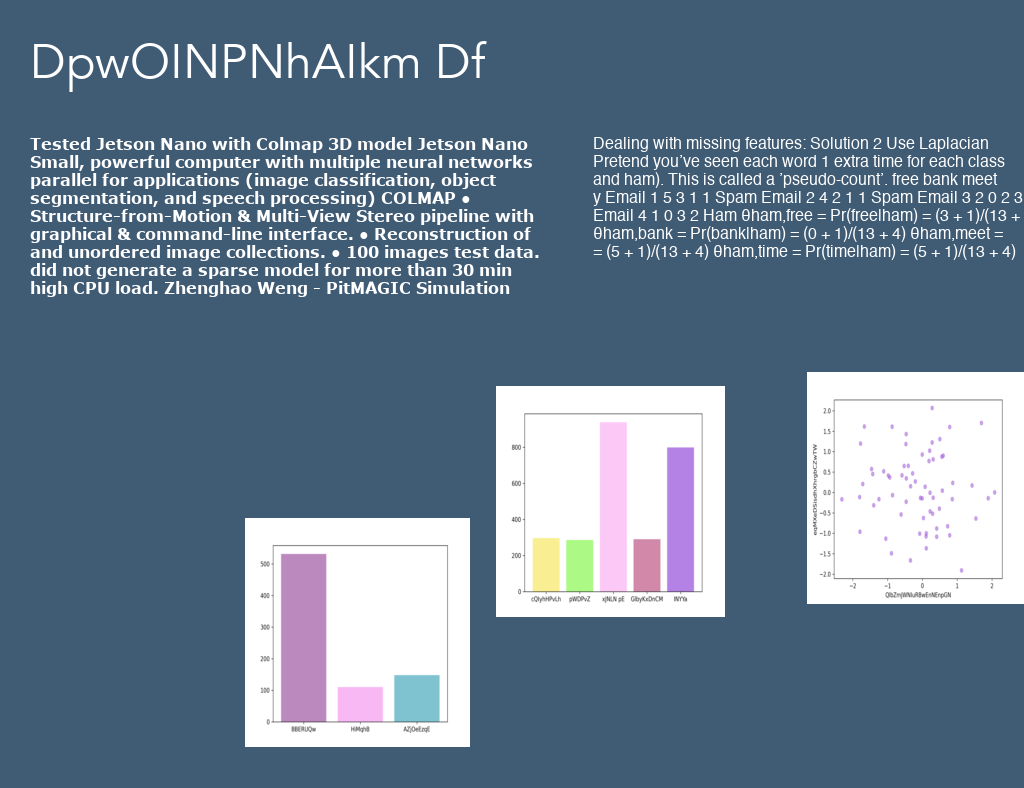 DpwOINPNhAIkm Df
Tested Jetson Nano with Colmap 3D model Jetson Nano
Small, powerful computer with multiple neural networks
parallel for applications (image classification, object
segmentation, and speech processing) COLMAP ●
Structure-from-Motion & Multi-View Stereo pipeline with
graphical & command-line interface. ● Reconstruction of
and unordered image collections. ● 100 images test data.
did not generate a sparse model for more than 30 min
high CPU load. Zhenghao Weng - PitMAGIC Simulation
Dealing with missing features: Solution 2 Use Laplacian
Pretend you've seen each word 1 extra time for each class
and ham). This is called a 'pseudo-count'. free bank meet
y Email 1 5 3 1 1 Spam Email 2 4 2 1 1 Spam Email 3 2 0 2 3
Email 4 1 0 3 2 Ham θham,free = Pr(freelham) = (3 + 1)/(13 +
θham,bank = Pr(banklham) = (0 + 1)/(13 + 4) θham,meet =
= (5 + 1)/(13 + 4) θham,time = Pr(timelham) = (5 + 1)/(13 + 4)
500
400
300
200
100
0
BBERUQw HiMqhB AZjOeEzqE
800
600
400
200
0
cQlyhHPvLh pWDPvZ xjNLN pE GlbyKxDnCM INYYa
2.0
1.5
1.0
0.5
0.0
−0.5
−1.0
−1.5
−2.0
−2 −1 0 1 2